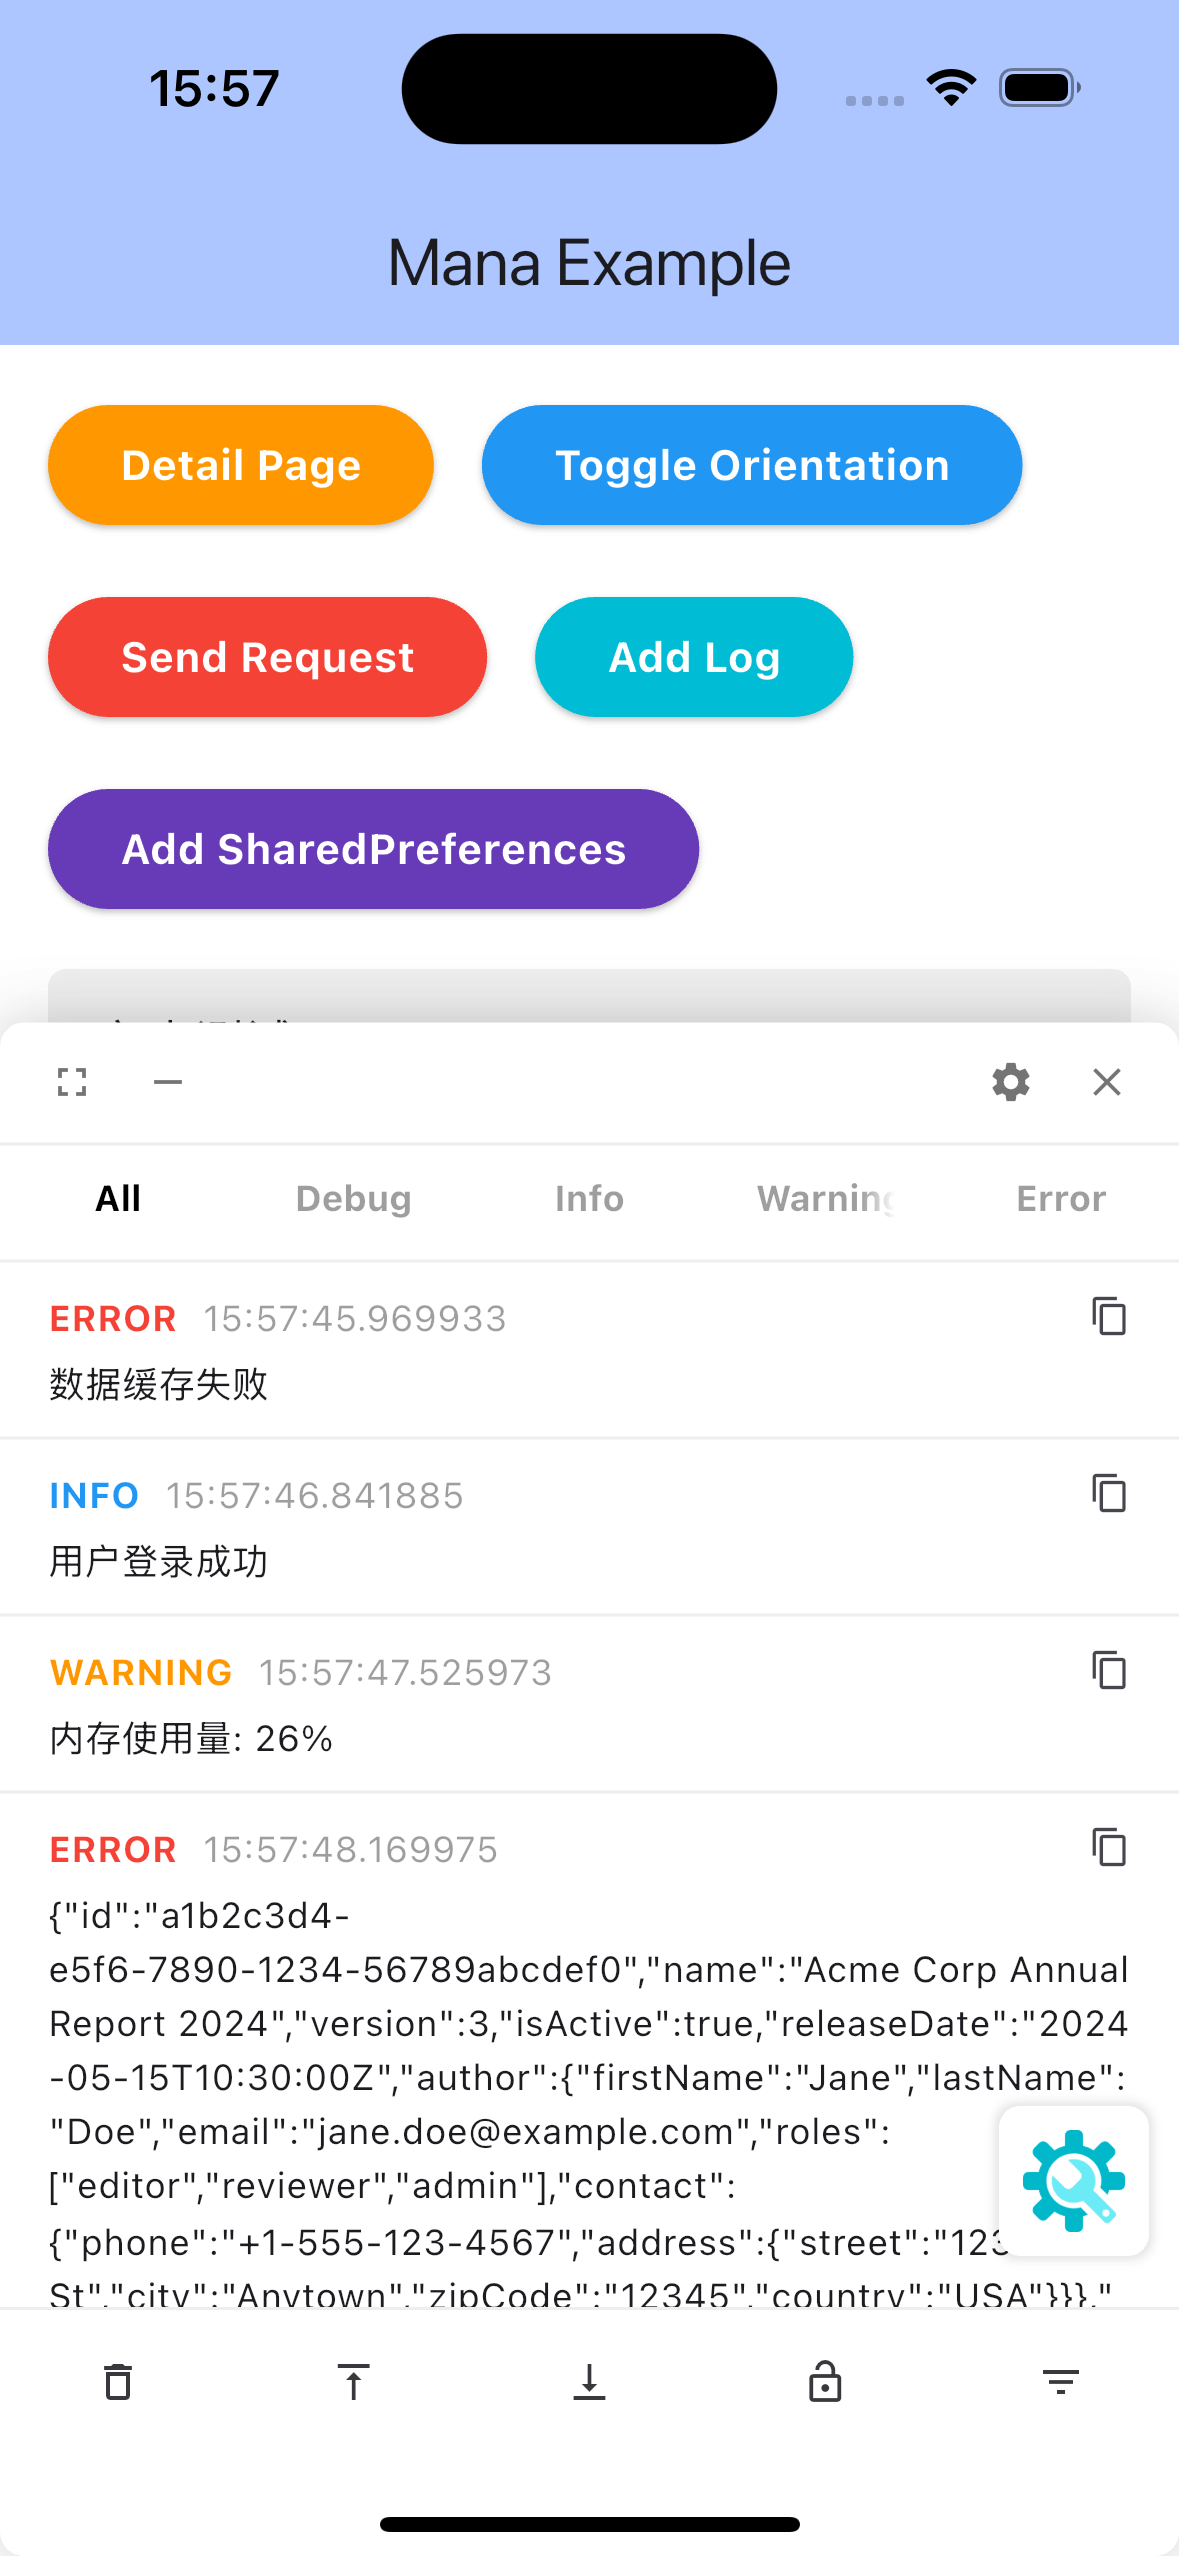 15:57
Mana Example
Detail Page
Toggle Orientation
Send Request
Add Log
Add SharedPreferences
All
Debug
Info
Warning
Error
ERROR 15:57:45.969933
数据缓存失败
INFO 15:57:46.841885
用户登录成功
WARNING 15:57:47.525973
内存使用量: 26%
ERROR 15:57:48.169975
{"id":"a1b2c3d4-
e5f6-7890-1234-56789abcdef0","name":"Acme Corp Annual
Report 2024","version":3,"isActive":true,"releaseDate":"2024
-05-15T10:30:00Z","author":{"firstName":"Jane","lastName":
"Doe","email":"jane.doe@example.com","roles":
["editor","reviewer","admin"],"contact":
{"phone":"+1-555-123-4567","address":{"street":"123
St","city":"Anytown","zipCode":"12345","country":"USA"}}},"